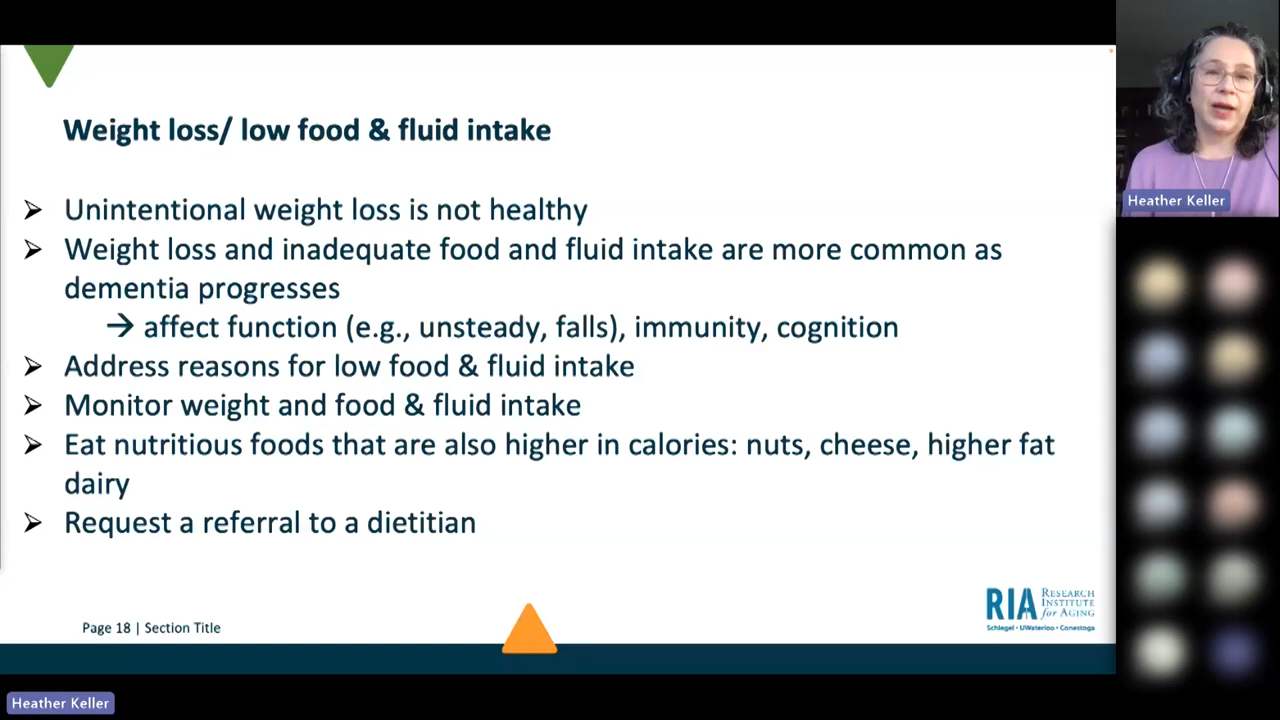 Weight loss/ low food & fluid intake
➢ Unintentional weight loss is not healthy
➢ Weight loss and inadequate food and fluid intake are more common as
dementia progresses
→ affect function (e.g., unsteady, falls), immunity, cognition
➢ Address reasons for low food & fluid intake
➢ Monitor weight and food & fluid intake
➢ Eat nutritious foods that are also higher in calories: nuts, cheese, higher fat
dairy
➢ Request a referral to a dietitian
Page 18 | Section Title
RIA
RESEARCH
INSTITUTE
for AGING
Schlegel • UWaterloo • Conestoga
Heather Keller
Heather Keller